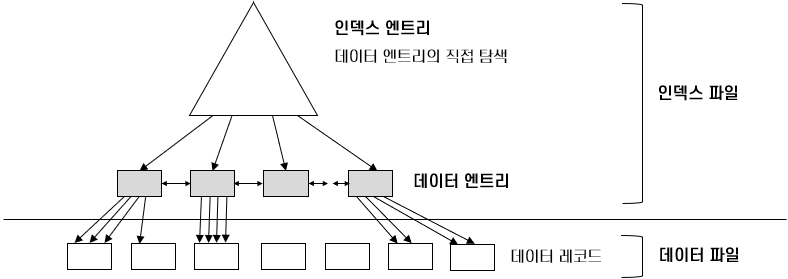 인덱스 엔트리
데이터 엔트리의 직접 탐색
인덱스 파일
데이터 엔트리
데이터 레코드
데이터 파일